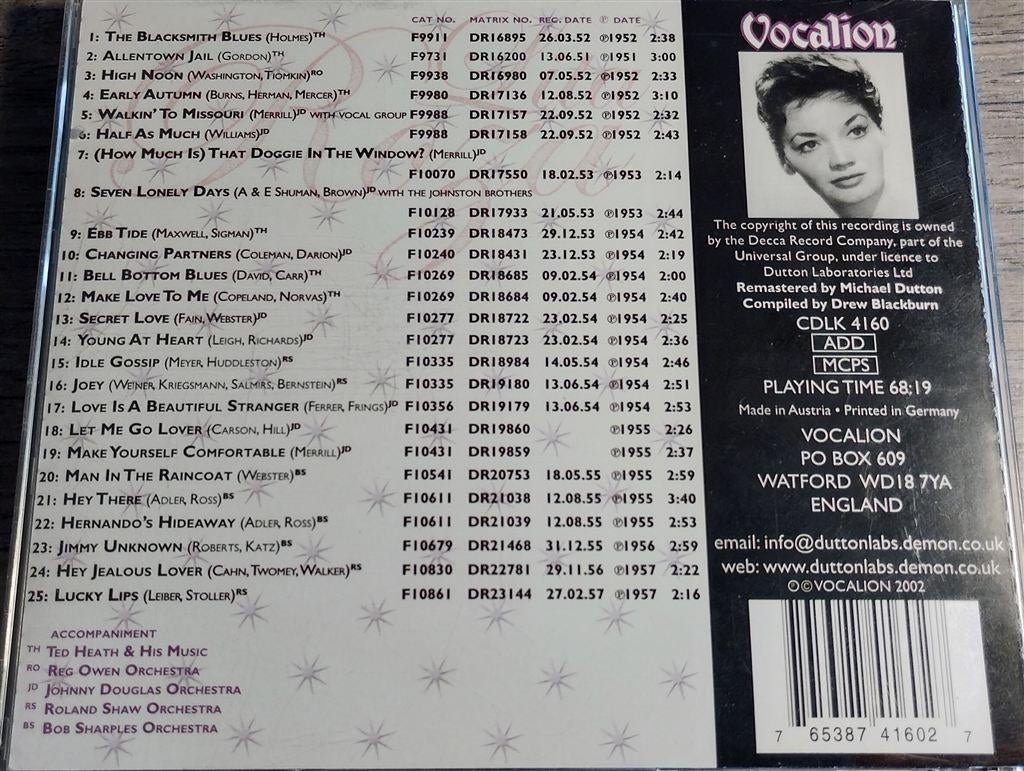 CAT NO. MATRIX NO. REC. DATE ℗ DATE
1: THE BLACKSMITH BLUES (HOLMES)TH F9911 DR16895 26.03.52 ℗1952 2:38
2: ALLENTOWN JAIL (GORDON)TH F9731 DR16200 13.06.51 ℗1951 3:00
3: HIGH NOON (WASHINGTON, TIOMKIN)RO F9938 DR16980 07.05.52 ℗1952 2:33
4: EARLY AUTUMN (BURNS, HERMAN, MERCER)TH F9980 DR17136 12.08.52 ℗1952 3:10
5: WALKIN' TO MISSOURI (MERRILL)JD WITH VOCAL GROUP F9988 DR17157 22.09.52 ℗1952 2:32
6: HALF AS MUCH (WILLIAMS)JD F9988 DR17158 22.09.52 ℗1952 2:43
7: (HOW MUCH IS) THAT DOGGIE IN THE WINDOW? (MERRILL)JD
F10070 DR17550 18.02.53 ℗1953 2:14
8: SEVEN LONELY DAYS (A & E SHUMAN, BROWN)JD WITH THE JOHNSTON BROTHERS
F10128 DR17933 21.05.53 ℗1953 2:44
9: EBB TIDE (MAXWELL, SIGMAN)TH F10239 DR18473 29.12.53 ℗1954 2:42
10: CHANGING PARTNERS (COLEMAN, DARION)JD F10240 DR18431 23.12.53 ℗1954 2:19
11: BELL BOTTOM BLUES (DAVID, CARR)TH F10269 DR18685 09.02.54 ℗1954 2:00
12: MAKE LOVE TO ME (COPELAND, NORVAS)TH F10269 DR18684 09.02.54 ℗1954 2:40
13: SECRET LOVE (FAIN, WEBSTER)JD F10277 DR18722 23.02.54 ℗1954 2:25
14: YOUNG AT HEART (LEIGH, RICHARDS)JD F10277 DR18723 23.02.54 ℗1954 2:36
15: IDLE GOSSIP (MEYER, HUDDLESTON)RS F10335 DR18984 14.05.54 ℗1954 2:46
16: JOEY (WEINER, KRIEGSMANN, SALMIRS, BERNSTEIN)RS F10335 DR19180 13.06.54 ℗1954 2:51
17: LOVE IS A BEAUTIFUL STRANGER (FERRER, FRINGS)JD F10356 DR19179 13.06.54 ℗1954 2:53
18: LET ME GO LOVER (CARSON, HILL)JD F10431 DR19860 ℗1955 2:26
19: MAKE YOURSELF COMFORTABLE (MERRILL)JD F10431 DR19859 ℗1955 2:37
20: MAN IN THE RAINCOAT (WEBSTER)BS F10541 DR20753 18.05.55 ℗1955 2:59
21: HEY THERE (ADLER, ROSS)BS F10611 DR21038 12.08.55 ℗1955 3:40
22: HERNANDO'S HIDEAWAY (ADLER, ROSS)BS F10611 DR21039 12.08.55 ℗1955 2:53
23: JIMMY UNKNOWN (ROBERTS, KATZ)BS F10679 DR21468 31.12.55 ℗1956 2:59
24: HEY JEALOUS LOVER (CAHN, TWOMEY, WALKER)RS F10830 DR22781 29.11.56 ℗1957 2:22
25: LUCKY LIPS (LEIBER, STOLLER)RS F10861 DR23144 27.02.57 ℗1957 2:16
ACCOMPANIMENT
TH TED HEATH & HIS MUSIC
RO REG OWEN ORCHESTRA
JD JOHNNY DOUGLAS ORCHESTRA
RS ROLAND SHAW ORCHESTRA
BS BOB SHARPLES ORCHESTRA
Vocalion
The copyright of this recording is owned
by the Decca Record Company, part of the
Universal Group, under licence to
Dutton Laboratories Ltd
Remastered by Michael Dutton
Compiled by Drew Blackburn
CDLK 4160
ADD
MCPS
PLAYING TIME 68:19
Made in Austria • Printed in Germany
VOCALION
PO BOX 609
WATFORD WD18 7YA
ENGLAND
email: info@duttonlabs.demon.co.uk
web: www.duttonlabs.demon.co.uk
℗©VOCALION 2002
7 65387 41602 7